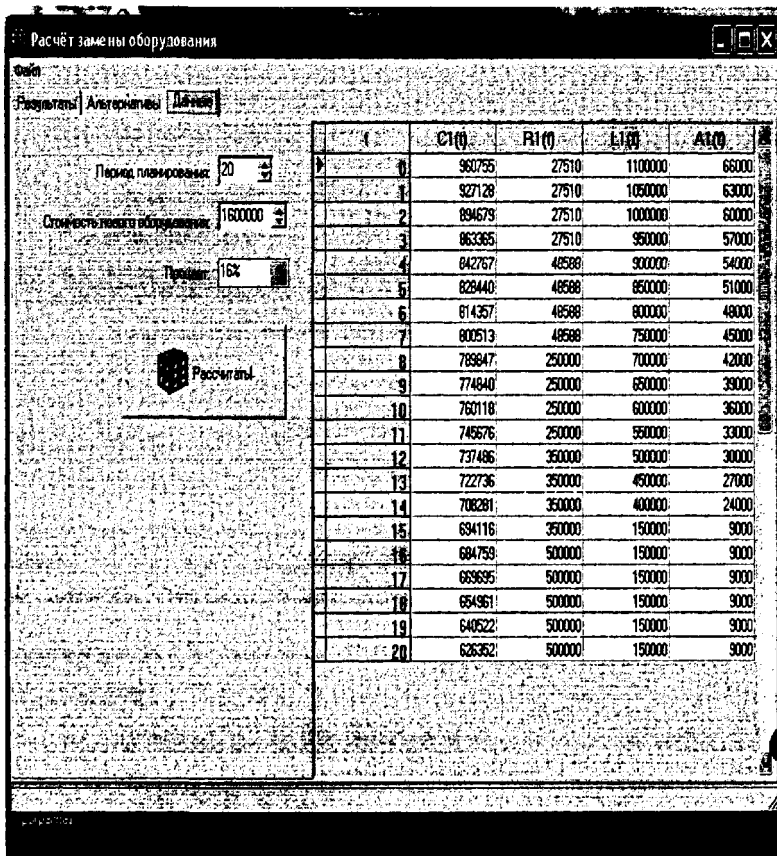 Расчёт замены оборудования
Файл
Результаты Альтернативы Данные
Период планирования: 20
Стоимость нового оборудования: 1600000
Процент: 16%
Рассчитать!
t C1(t) R1(t) L1(t) A1(t)
0 960755 27510 1100000 66000
1 927128 27510 1050000 63000
2 894679 27510 1000000 60000
3 863365 27510 950000 57000
4 842767 48588 900000 54000
5 828440 48588 850000 51000
6 814357 48588 800000 48000
7 800513 48588 750000 45000
8 789847 250000 700000 42000
9 774840 250000 650000 39000
10 760118 250000 600000 36000
11 745676 250000 550000 33000
12 737486 350000 500000 30000
13 722736 350000 450000 27000
14 708281 350000 400000 24000
15 694116 350000 150000 9000
16 684759 500000 150000 9000
17 669695 500000 150000 9000
18 654961 500000 150000 9000
19 640522 500000 150000 9000
20 626352 500000 150000 9000